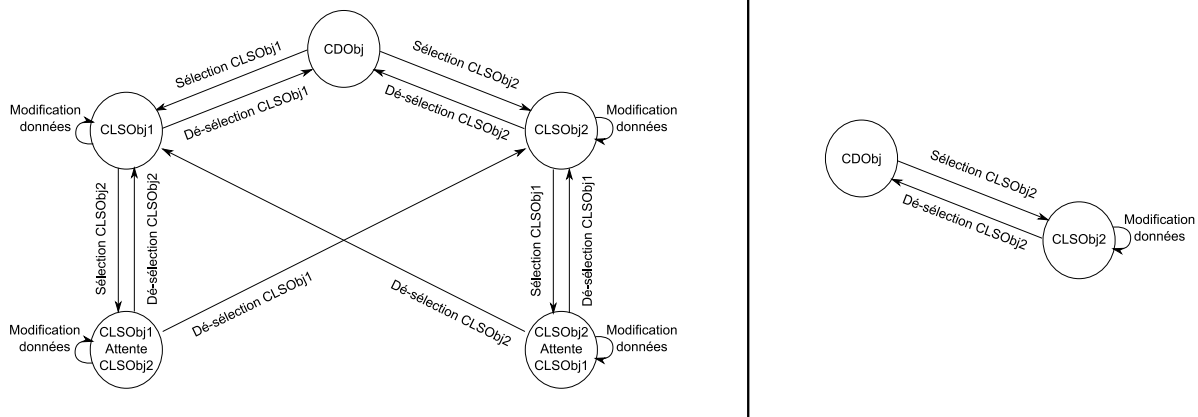 CDObj
Sélection CLSObj1
Dé-sélection CLSObj1
Sélection CLSObj2
Dé-sélection CLSObj2
Modification
données
CLSObj1
CLSObj2
Modification
données
Sélection CLSObj2
Dé-sélection CLSObj2
Sélection CLSObj1
Dé-sélection CLSObj1
Dé-sélection CLSObj1
Dé-sélection CLSObj2
Modification
données
CLSObj1
Attente
CLSObj2
CLSObj2
Attente
CLSObj1
Modification
données
CDObj
Sélection CLSObj2
Dé-sélection CLSObj2
CLSObj2
Modification
données